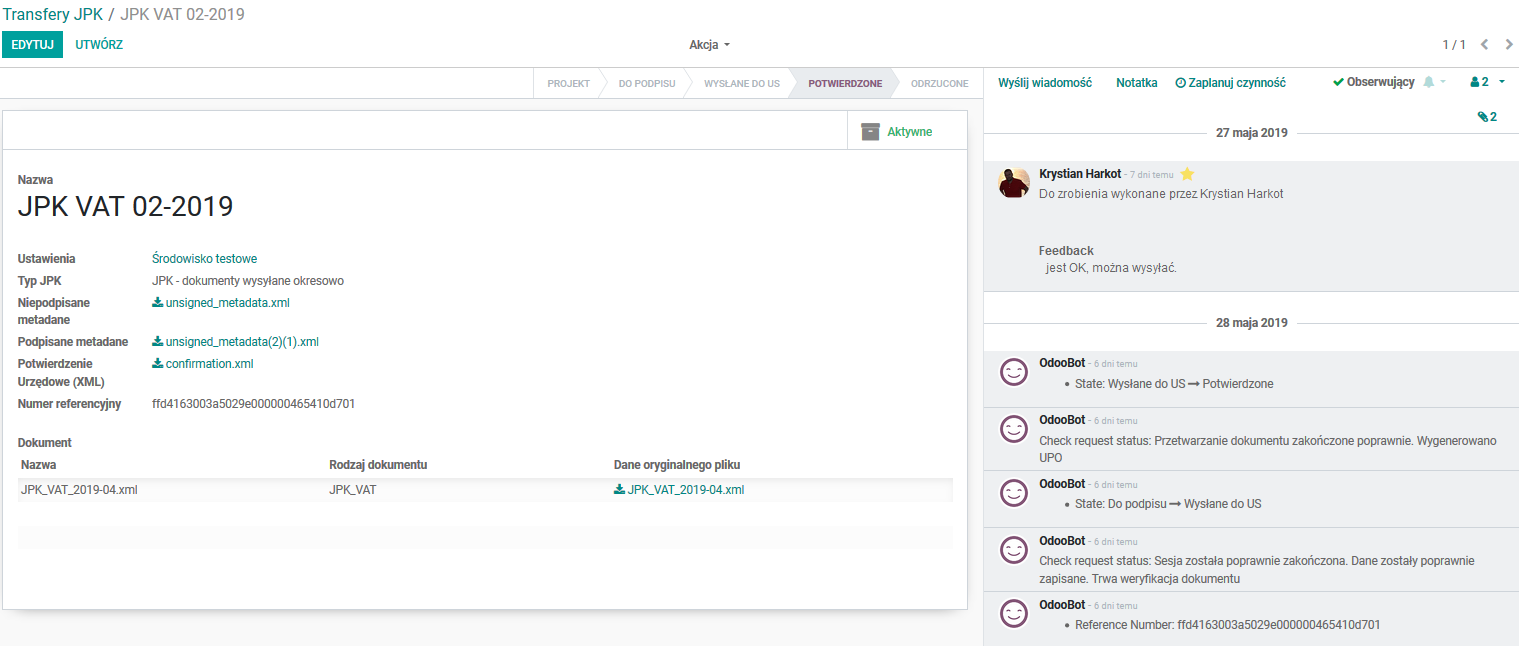 Transfery JPK / JPK VAT 02-2019
EDYTUJ UTWÓRZ Akcja 1 / 1
PROJEKT DO PODPISU WYSŁANE DO US POTWIERDZONE ODRZUCONE
Aktywne
Nazwa
JPK VAT 02-2019
Ustawienia Środowisko testowe
Typ JPK JPK - dokumenty wysyłane okresowo
Niepodpisane metadane unsigned_metadata.xml
Podpisane metadane unsigned_metadata(2)(1).xml
Potwierdzenie Urzędowe (XML) confirmation.xml
Numer referencyjny ffd4163003a5029e000000465410d701
Dokument
Nazwa Rodzaj dokumentu Dane oryginalnego pliku
JPK_VAT_2019-04.xml JPK_VAT JPK_VAT_2019-04.xml
Wyślij wiadomość Notatka Zaplanuj czynność Obserwujący 2
2
27 maja 2019
Krystian Harkot - 7 dni temu
Do zrobienia wykonane przez Krystian Harkot
Feedback
jest OK, można wysyłać.
28 maja 2019
OdooBot - 6 dni temu
• State: Wysłane do US → Potwierdzone
OdooBot - 6 dni temu
Check request status: Przetwarzanie dokumentu zakończone poprawnie. Wygenerowano
UPO
OdooBot - 6 dni temu
• State: Do podpisu → Wysłane do US
OdooBot - 6 dni temu
Check request status: Sesja została poprawnie zakończona. Dane zostały poprawnie
zapisane. Trwa weryfikacja dokumentu
OdooBot - 6 dni temu
• Reference Number: ffd4163003a5029e000000465410d701